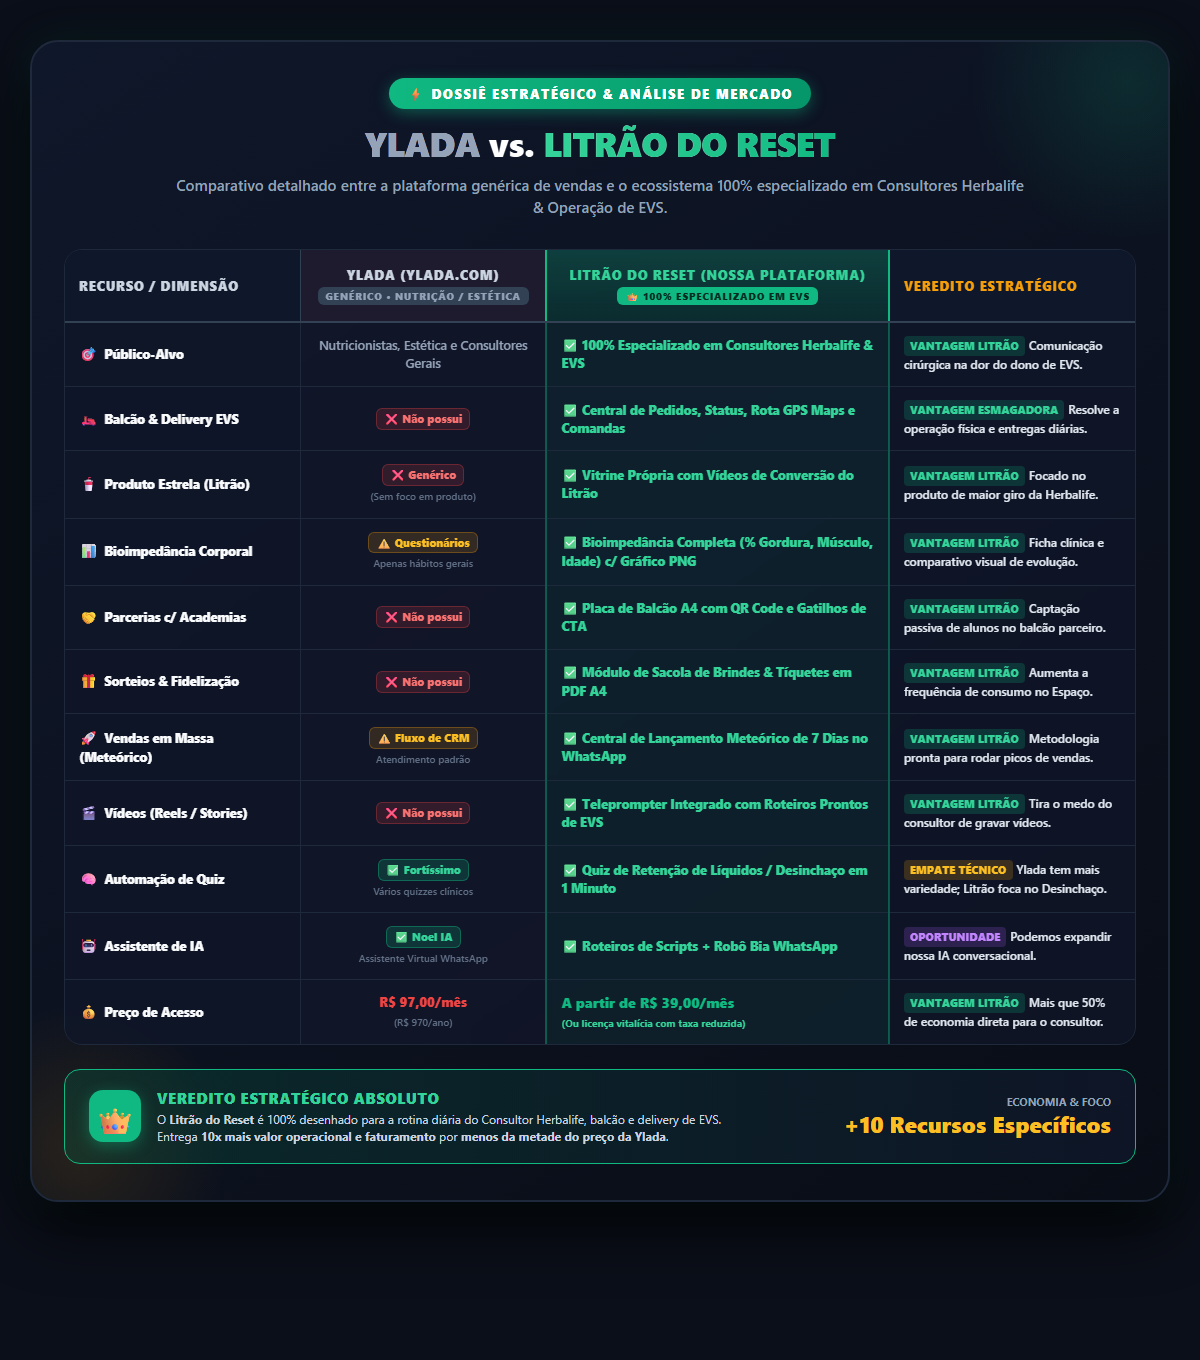 ⚡ DOSSIÊ ESTRATÉGICO & ANÁLISE DE MERCADO
YLADA vs. LITRÃO DO RESET
Comparativo detalhado entre a plataforma genérica de vendas e o ecossistema 100% especializado em Consultores Herbalife
& Operação de EVS.
RECURSO / DIMENSÃO
YLADA (YLADA.COM)
GENÉRICO • NUTRIÇÃO / ESTÉTICA
LITRÃO DO RESET (NOSSA PLATAFORMA)
👑 100% ESPECIALIZADO EM EVS
VEREDITO ESTRATÉGICO
🎯 Público-Alvo
Nutricionistas, Estética e Consultores
Gerais
✅ 100% Especializado em Consultores Herbalife &
EVS
VANTAGEM LITRÃO Comunicação
cirúrgica na dor do dono de EVS.
🛵 Balcão & Delivery EVS
❌ Não possui
✅ Central de Pedidos, Status, Rota GPS Maps e
Comandas
VANTAGEM ESMAGADORA Resolve a
operação física e entregas diárias.
🥤 Produto Estrela (Litrão)
❌ Genérico
(Sem foco em produto)
✅ Vitrine Própria com Vídeos de Conversão do
Litrão
VANTAGEM LITRÃO Focado no
produto de maior giro da Herbalife.
📊 Bioimpedância Corporal
⚠️ Questionários
Apenas hábitos gerais
✅ Bioimpedância Completa (% Gordura, Músculo,
Idade) c/ Gráfico PNG
VANTAGEM LITRÃO Ficha clínica e
comparativo visual de evolução.
🤝 Parcerias c/ Academias
❌ Não possui
✅ Placa de Balcão A4 com QR Code e Gatilhos de
CTA
VANTAGEM LITRÃO Captação
passiva de alunos no balcão parceiro.
🎁 Sorteios & Fidelização
❌ Não possui
✅ Módulo de Sacola de Brindes & Tíquetes em
PDF A4
VANTAGEM LITRÃO Aumenta a
frequência de consumo no Espaço.
🚀 Vendas em Massa
(Meteórico)
⚠️ Fluxo de CRM
Atendimento padrão
✅ Central de Lançamento Meteórico de 7 Dias no
WhatsApp
VANTAGEM LITRÃO Metodologia
pronta para rodar picos de vendas.
🎬 Vídeos (Reels / Stories)
❌ Não possui
✅ Teleprompter Integrado com Roteiros Prontos
de EVS
VANTAGEM LITRÃO Tira o medo do
consultor de gravar vídeos.
🧠 Automação de Quiz
✅ Fortíssimo
Vários quizzes clínicos
✅ Quiz de Retenção de Líquidos / Desinchaço em
1 Minuto
EMPATE TÉCNICO Ylada tem mais
variedade; Litrão foca no Desinchaço.
🤖 Assistente de IA
✅ Noel IA
Assistente Virtual WhatsApp
✅ Roteiros de Scripts + Robô Bia WhatsApp
OPORTUNIDADE Podemos expandir
nossa IA conversacional.
💰 Preço de Acesso
R$ 97,00/mês
(R$ 970/ano)
A partir de R$ 39,00/mês
(Ou licença vitalícia com taxa reduzida)
VANTAGEM LITRÃO Mais que 50%
de economia direta para o consultor.
👑
VEREDITO ESTRATÉGICO ABSOLUTO
O Litrão do Reset é 100% desenhado para a rotina diária do Consultor Herbalife, balcão e delivery de EVS.
Entrega 10x mais valor operacional e faturamento por menos da metade do preço da Ylada.
ECONOMIA & FOCO
+10 Recursos Específicos